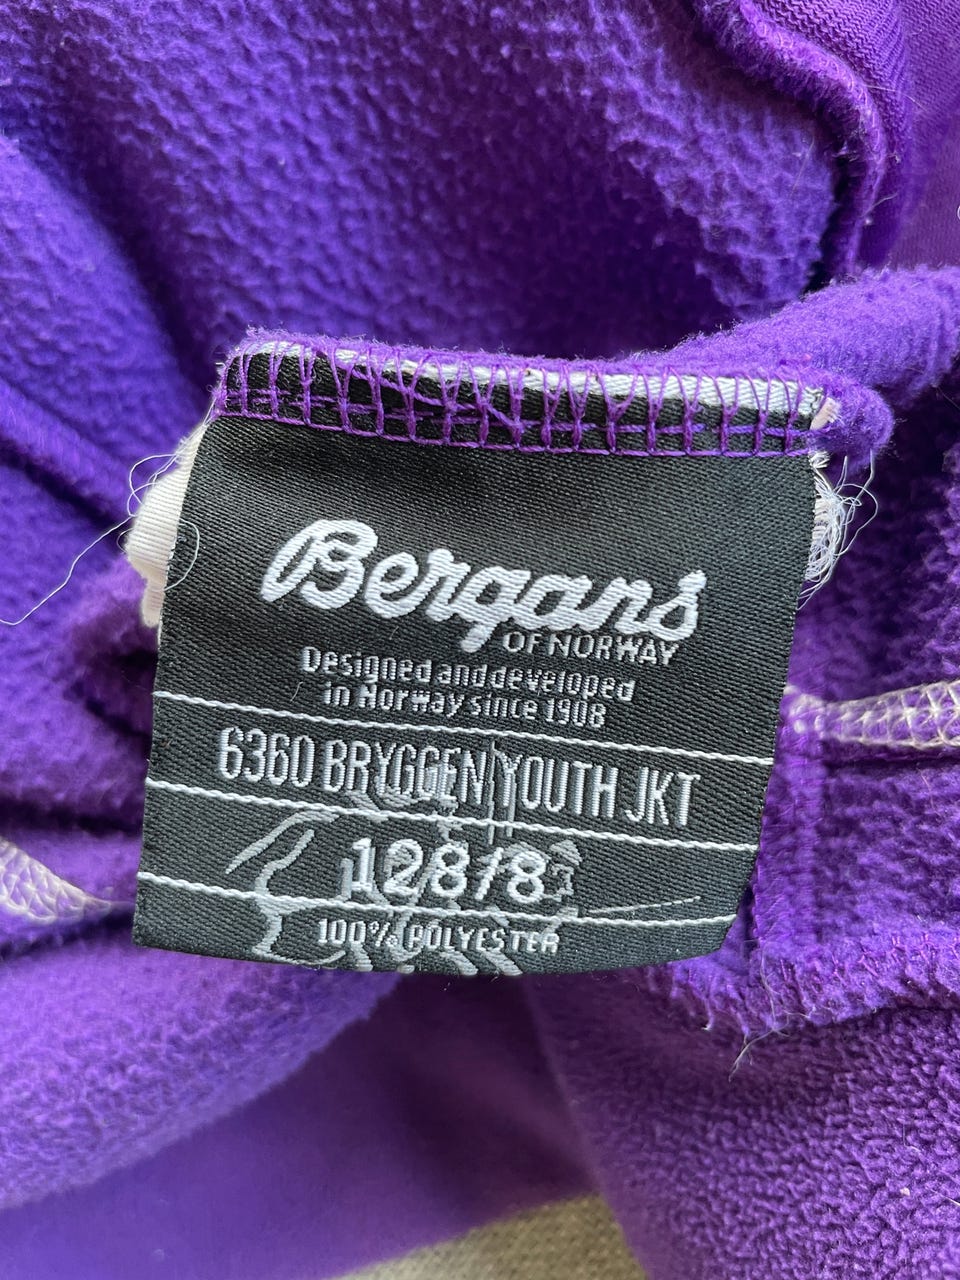 Bergans
OF NORWAY
Designed and developed
in Norway since 1908
6360 BRYGGEN YOUTH JKT
128/8
100% POLYESTER